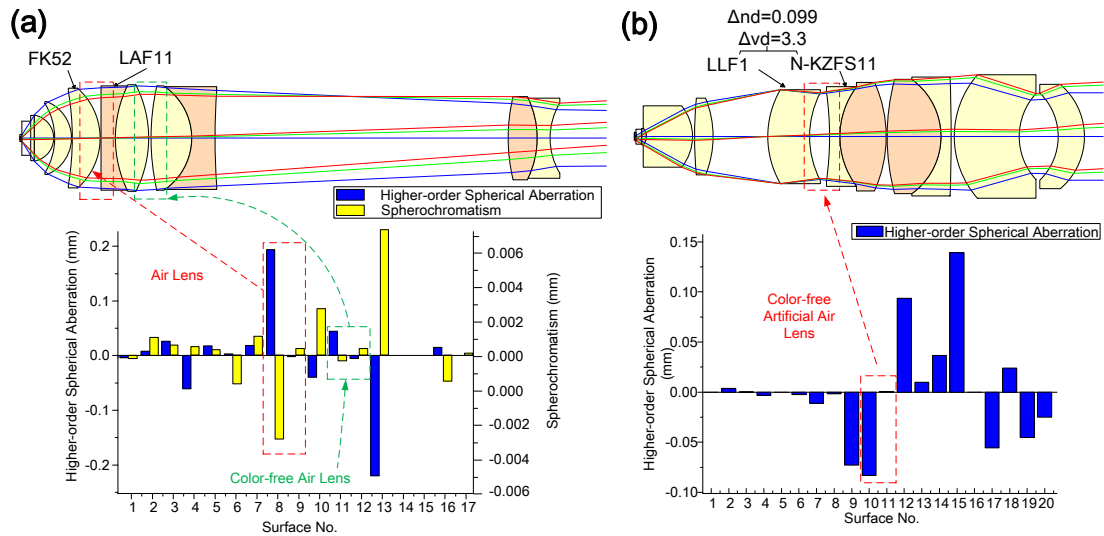 (a)
FK52
LAF11
Higher-order Spherical Aberration
Spherochromatism
Higher-order Spherical Aberration (mm)
0.2
0.1
0.0
-0.1
-0.2
Air Lens
Color-free Air Lens
0.006
0.004
0.002
0.000
0.000
-0.002
-0.004
-0.006
Spherochromatism (mm)
1 2 3 4 5 6 7 8 9 10 11 12 13 14 15 16 17
Surface No.
(b)
Δnd=0.099
Δvd=3.3
LLF1
N-KZFS11
Higher-order Spherical Aberration
Higher-order Spherical Aberration
(mm)
0.15
0.10
0.05
0.00
-0.05
-0.10
Color-free
Artificial Air
Lens
1 2 3 4 5 6 7 8 9 10 11 12 13 14 15 16 17 18 19 20
Surface No.